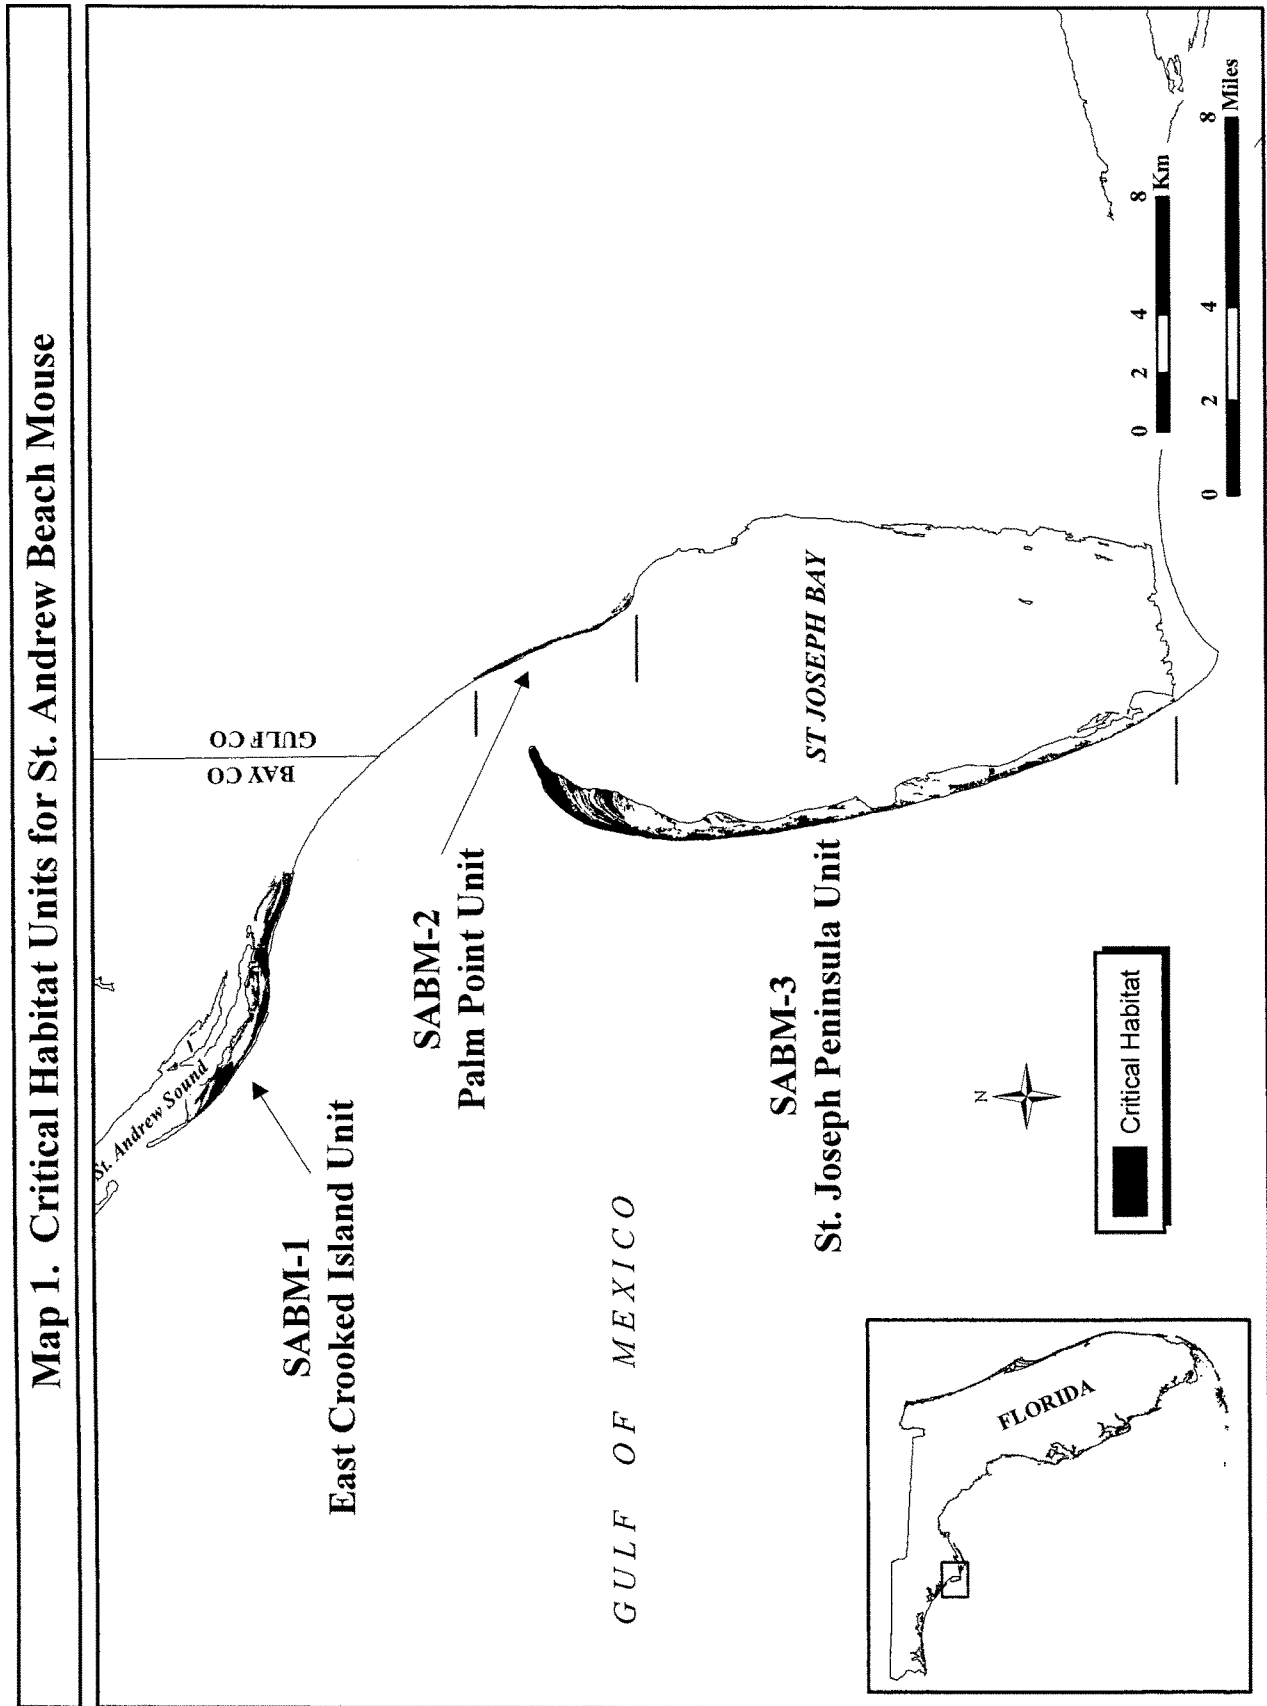 Map 1. Critical Habitat Units for St. Andrew Beach Mouse
St. Andrew Sound
BAY CO
GULF CO
SABM-1
East Crooked Island Unit
SABM-2
Palm Point Unit
GULF OF MEXICO
SABM-3
St. Joseph Peninsula Unit
ST JOSEPH BAY
N
Critical Habitat
FLORIDA
0 2 4 8
Km
0 2 4 8
Miles